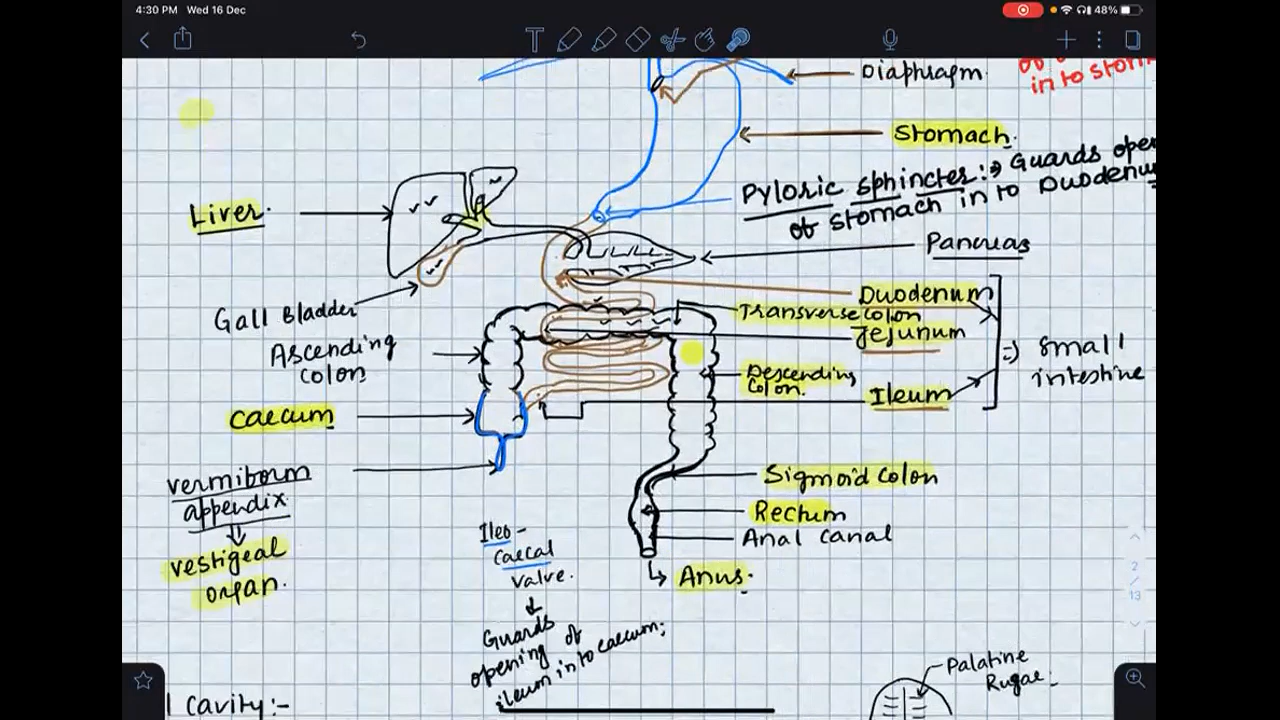 4:30 PM Wed 16 Dec
48%
Diaphragm.
in to stom
Stomach.
Pyloric sphincter:→ Guards open
of stomach in to Duodenum
Liver.
Pancreas
Gall Bladder
Duodenum
Transverse colon
Jejunum
Small
intestine
Ascending
colon
Descending
colon.
Ileum
Caecum
vermiform
appendix
vestigeal
organ.
Sigmoid colon
Rectum
Anal canal
Anus.
Ileo-
caecal
valve.
Guards
opening of
ileum in to caecum;
2
/
13
Palatine
Rugae:
l cavity:-